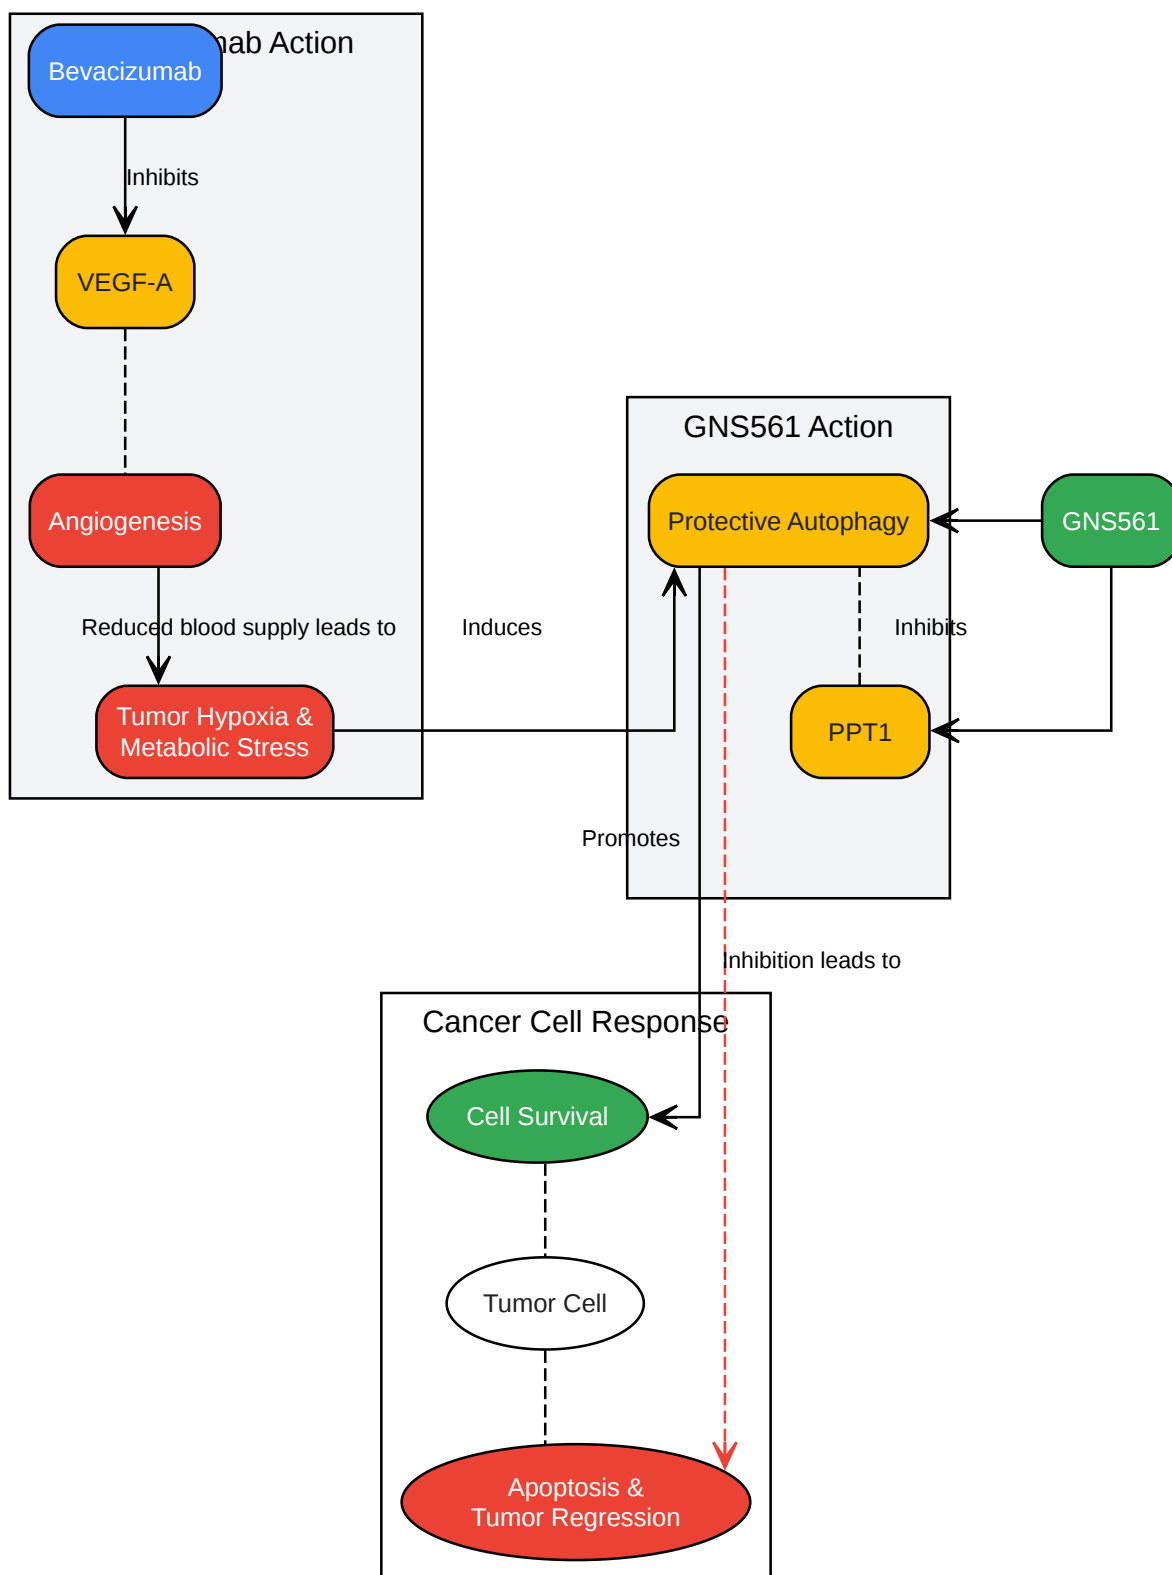 Bevacizumab
mab Action
Inhibits
VEGF-A
Angiogenesis
Reduced blood supply leads to
Tumor Hypoxia &
Metabolic Stress
Induces
GNS561 Action
Protective Autophagy
GNS561
Inhibits
PPT1
Promotes
Inhibition leads to
Cancer Cell Response
Cell Survival
Tumor Cell
Apoptosis &
Tumor Regression